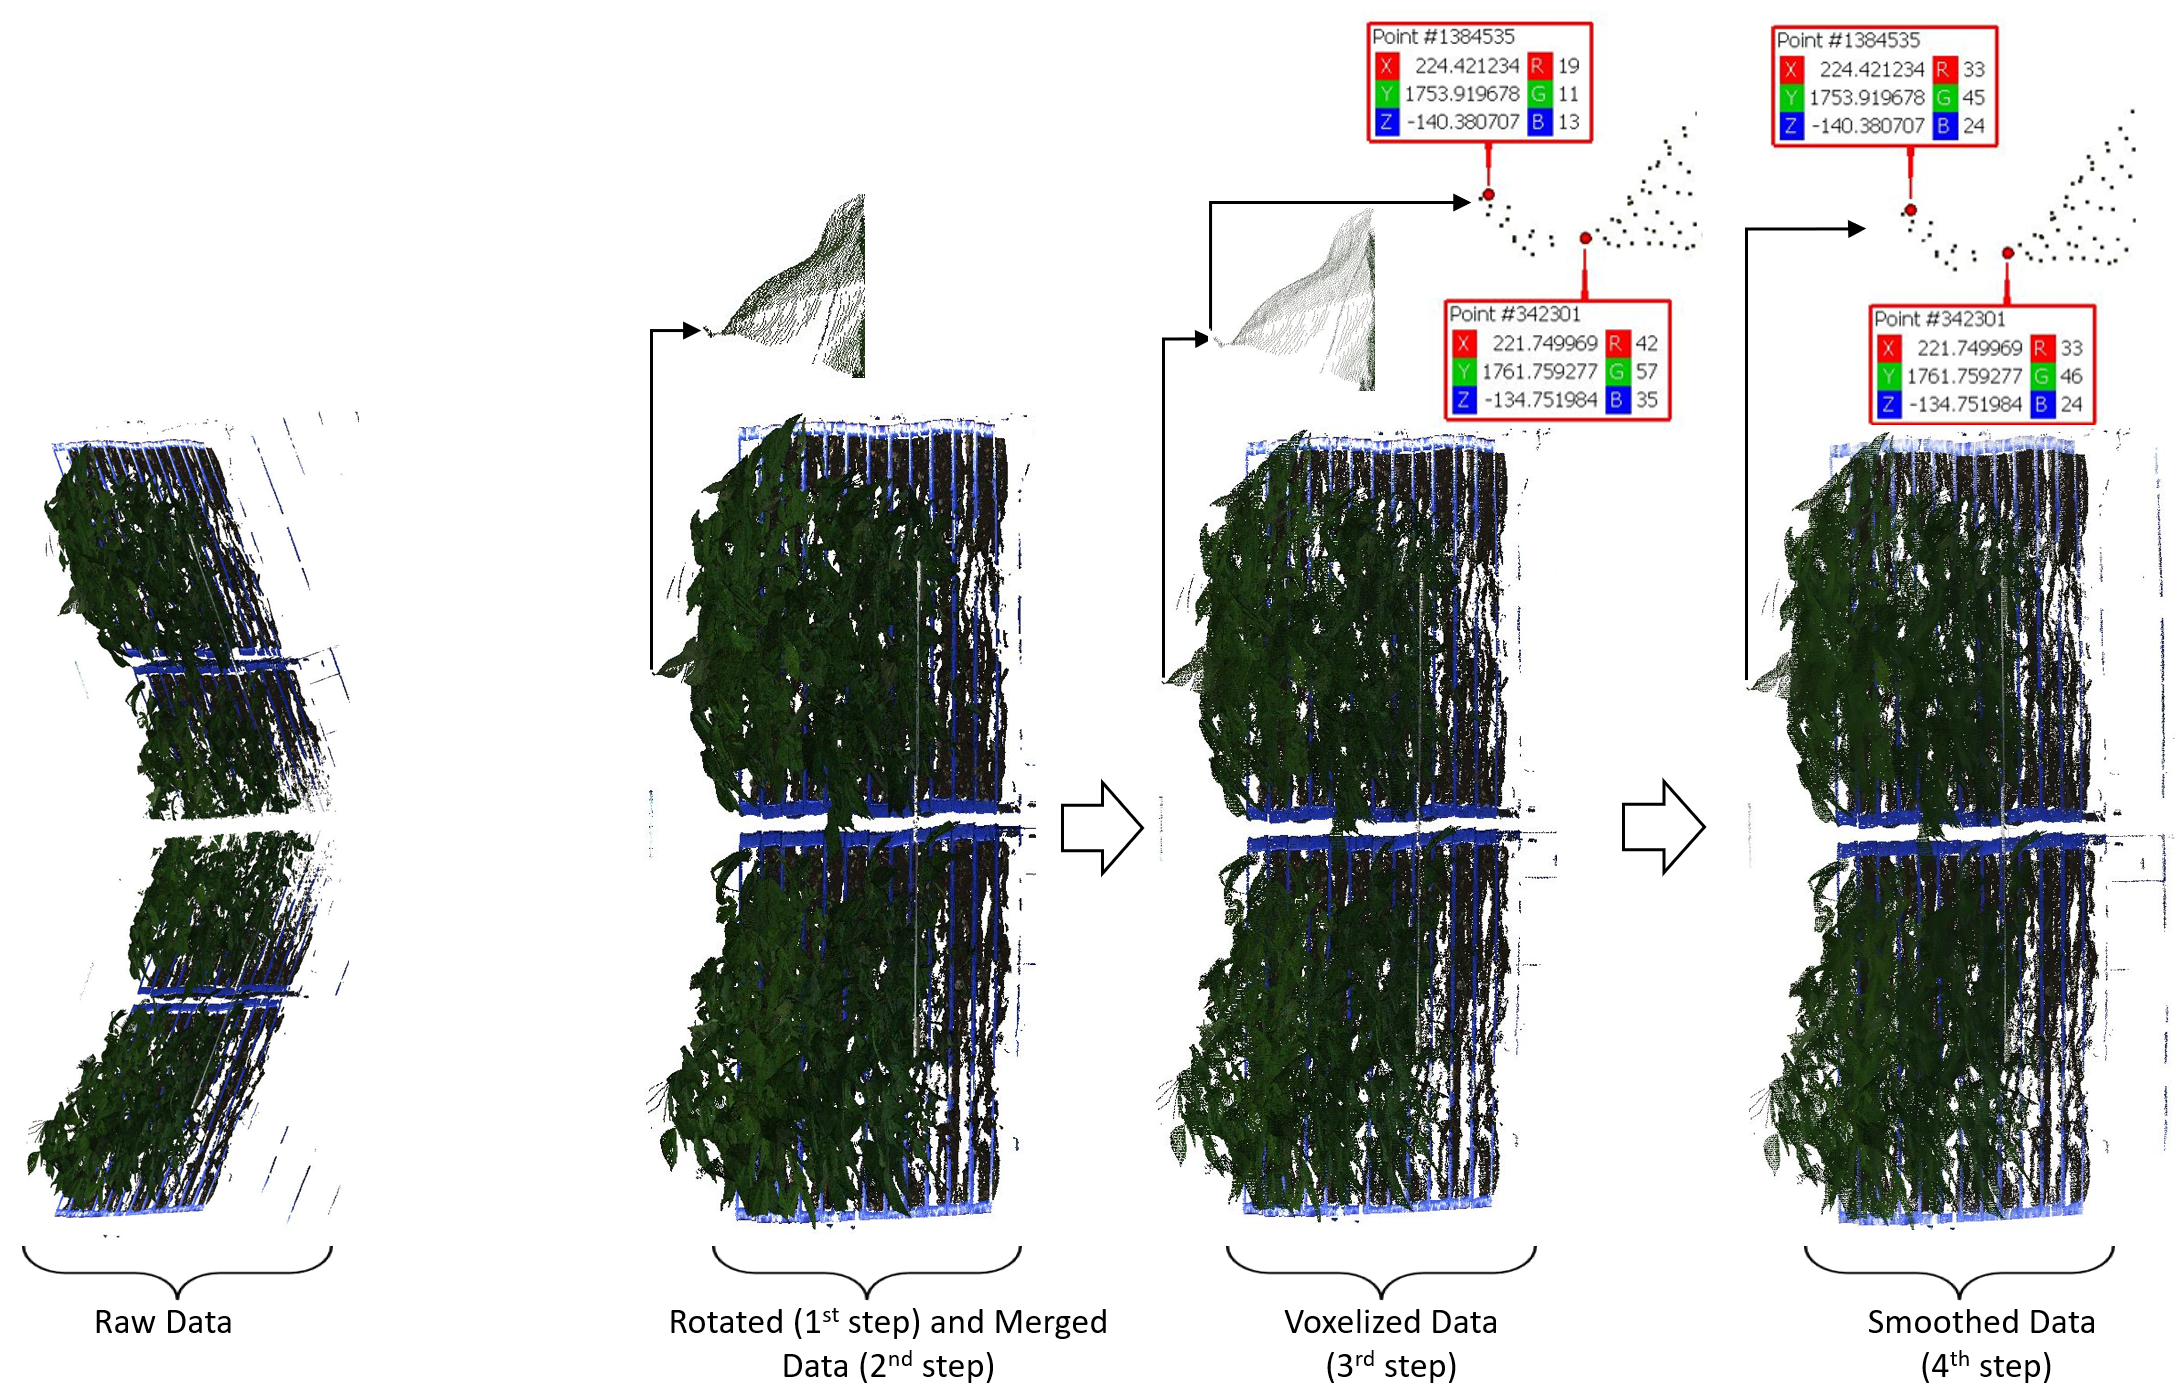 Point #1384535
X 224.421234 R 19
Y 1753.919678 G 11
Z -140.380707 B 13
Point #342301
X 221.749969 R 42
Y 1761.759277 G 57
Z -134.751984 B 35
Point #1384535
X 224.421234 R 33
Y 1753.919678 G 45
Z -140.380707 B 24
Point #342301
X 221.749969 R 33
Y 1761.759277 G 46
Z -134.751984 B 24
Raw Data
Rotated (1st step) and Merged
Data (2nd step)
Voxelized Data
(3rd step)
Smoothed Data
(4th step)